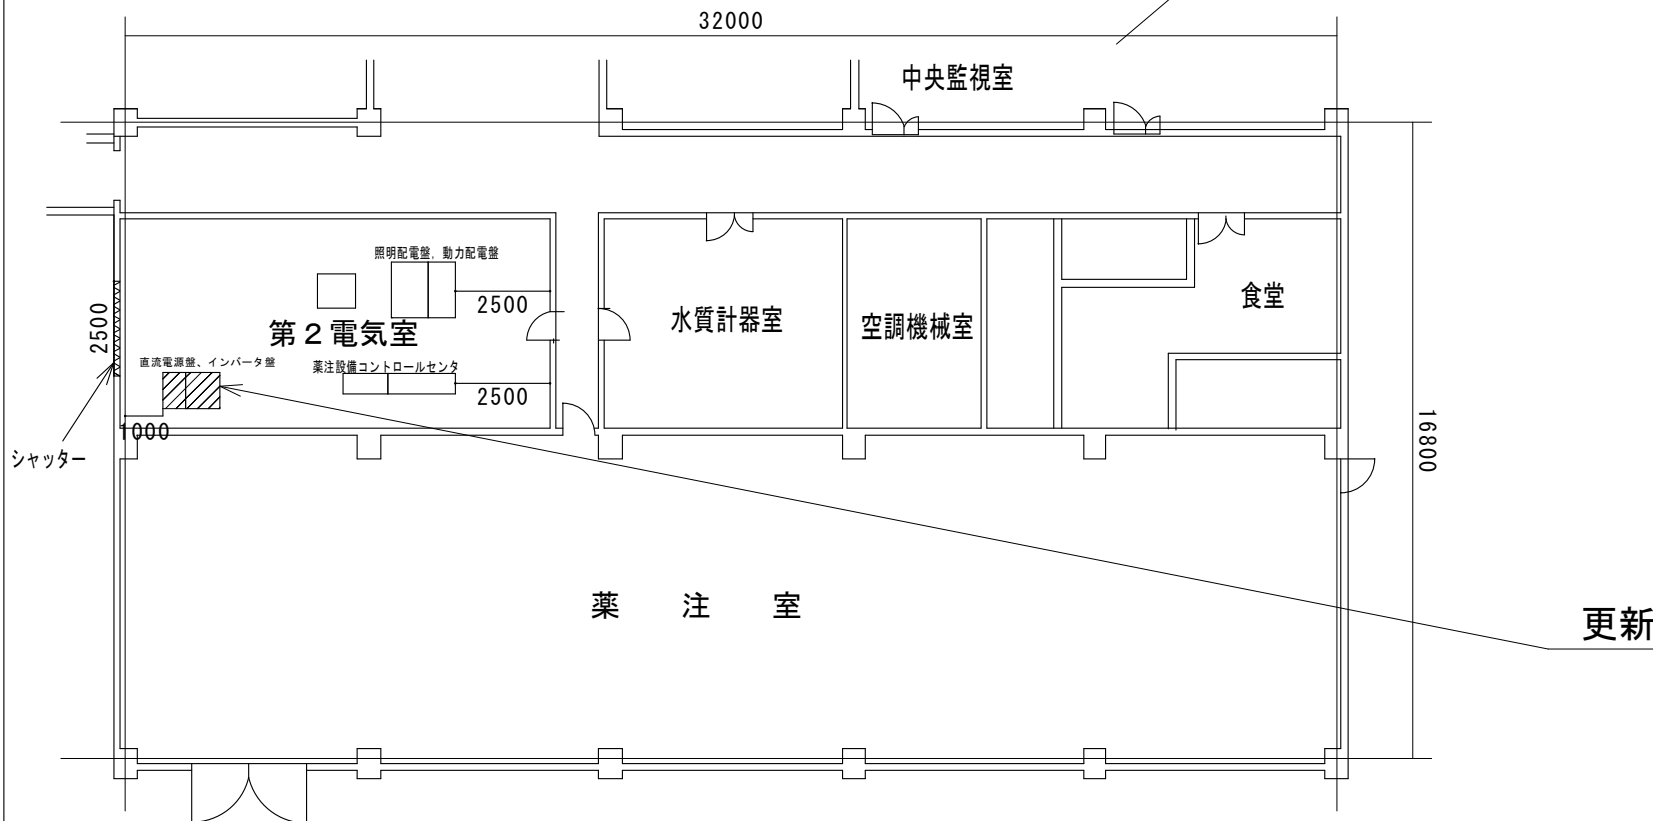 32000
中央監視室
照明配電盤，動力配電盤
2500
2500
第２電気室
水質計器室
空調機械室
食堂
直流電源盤、インバータ盤
薬注設備コントロールセンタ
2500
1000
シャッター
16800
薬　注　室
更新